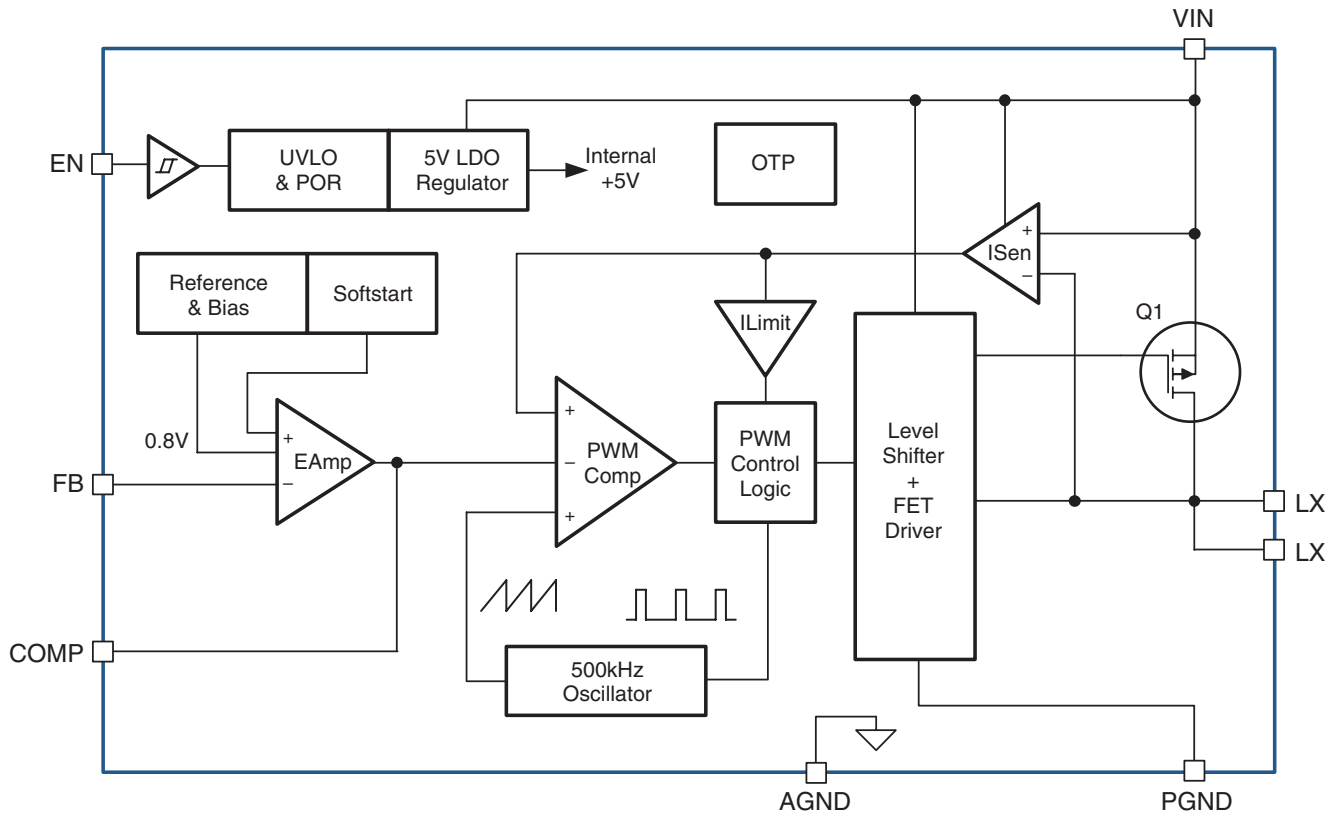 VIN
EN
UVLO
& POR
5V LDO
Regulator
Internal
+5V
OTP
Reference
& Bias
Softstart
ILimit
+
ISen
–
Q1
0.8V
+
EAmp
–
FB
+
PWM
Comp
–
+
PWM
Control
Logic
Level
Shifter
+
FET
Driver
LX
LX
COMP
500kHz
Oscillator
AGND
PGND